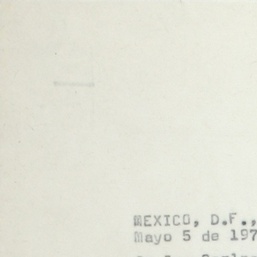 MEXICO, D.F.,
Mayo 5 de 197